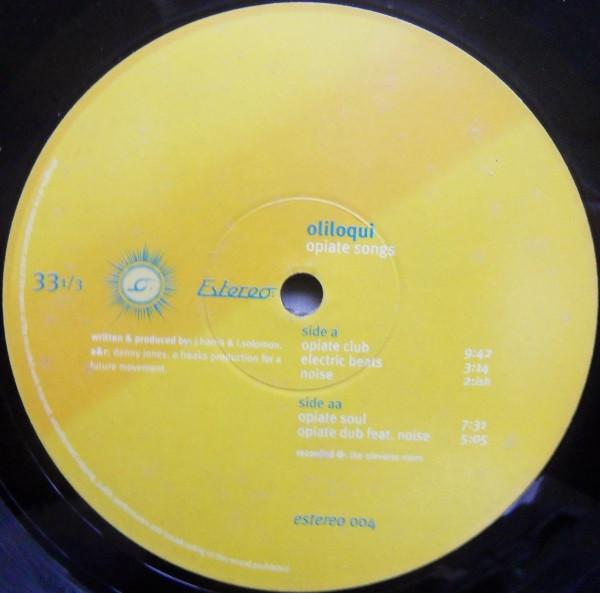 oliloqui
opiate songs
33 1/3
Estereo.
side a
opiate club 9:42
electric beats 3:14
noise 2:ish
side aa
opiate soul 7:31
opiate dub feat. noise 5:05
recorded @. the elevator room
written & produced by: j.harris & l.solomon.
a&r: danny jones. a freaks production for a
future movement.
estereo 004